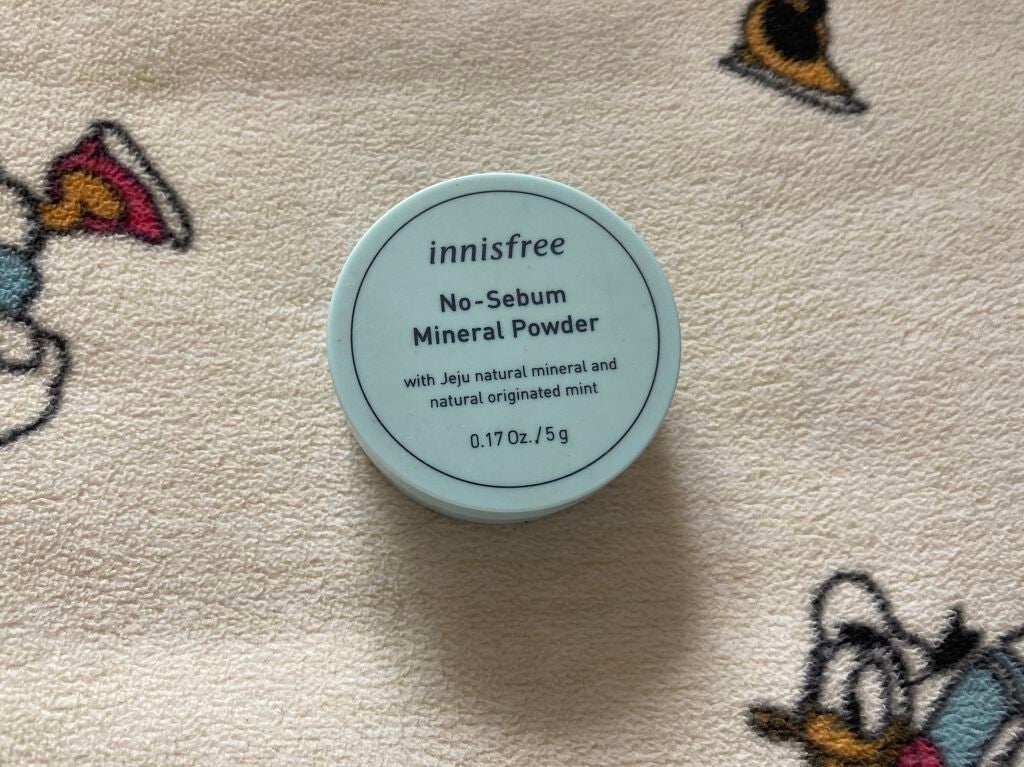 innisfree
No-Sebum
Mineral Powder
with Jeju natural mineral and
natural originated mint
0.17 Oz./5 g